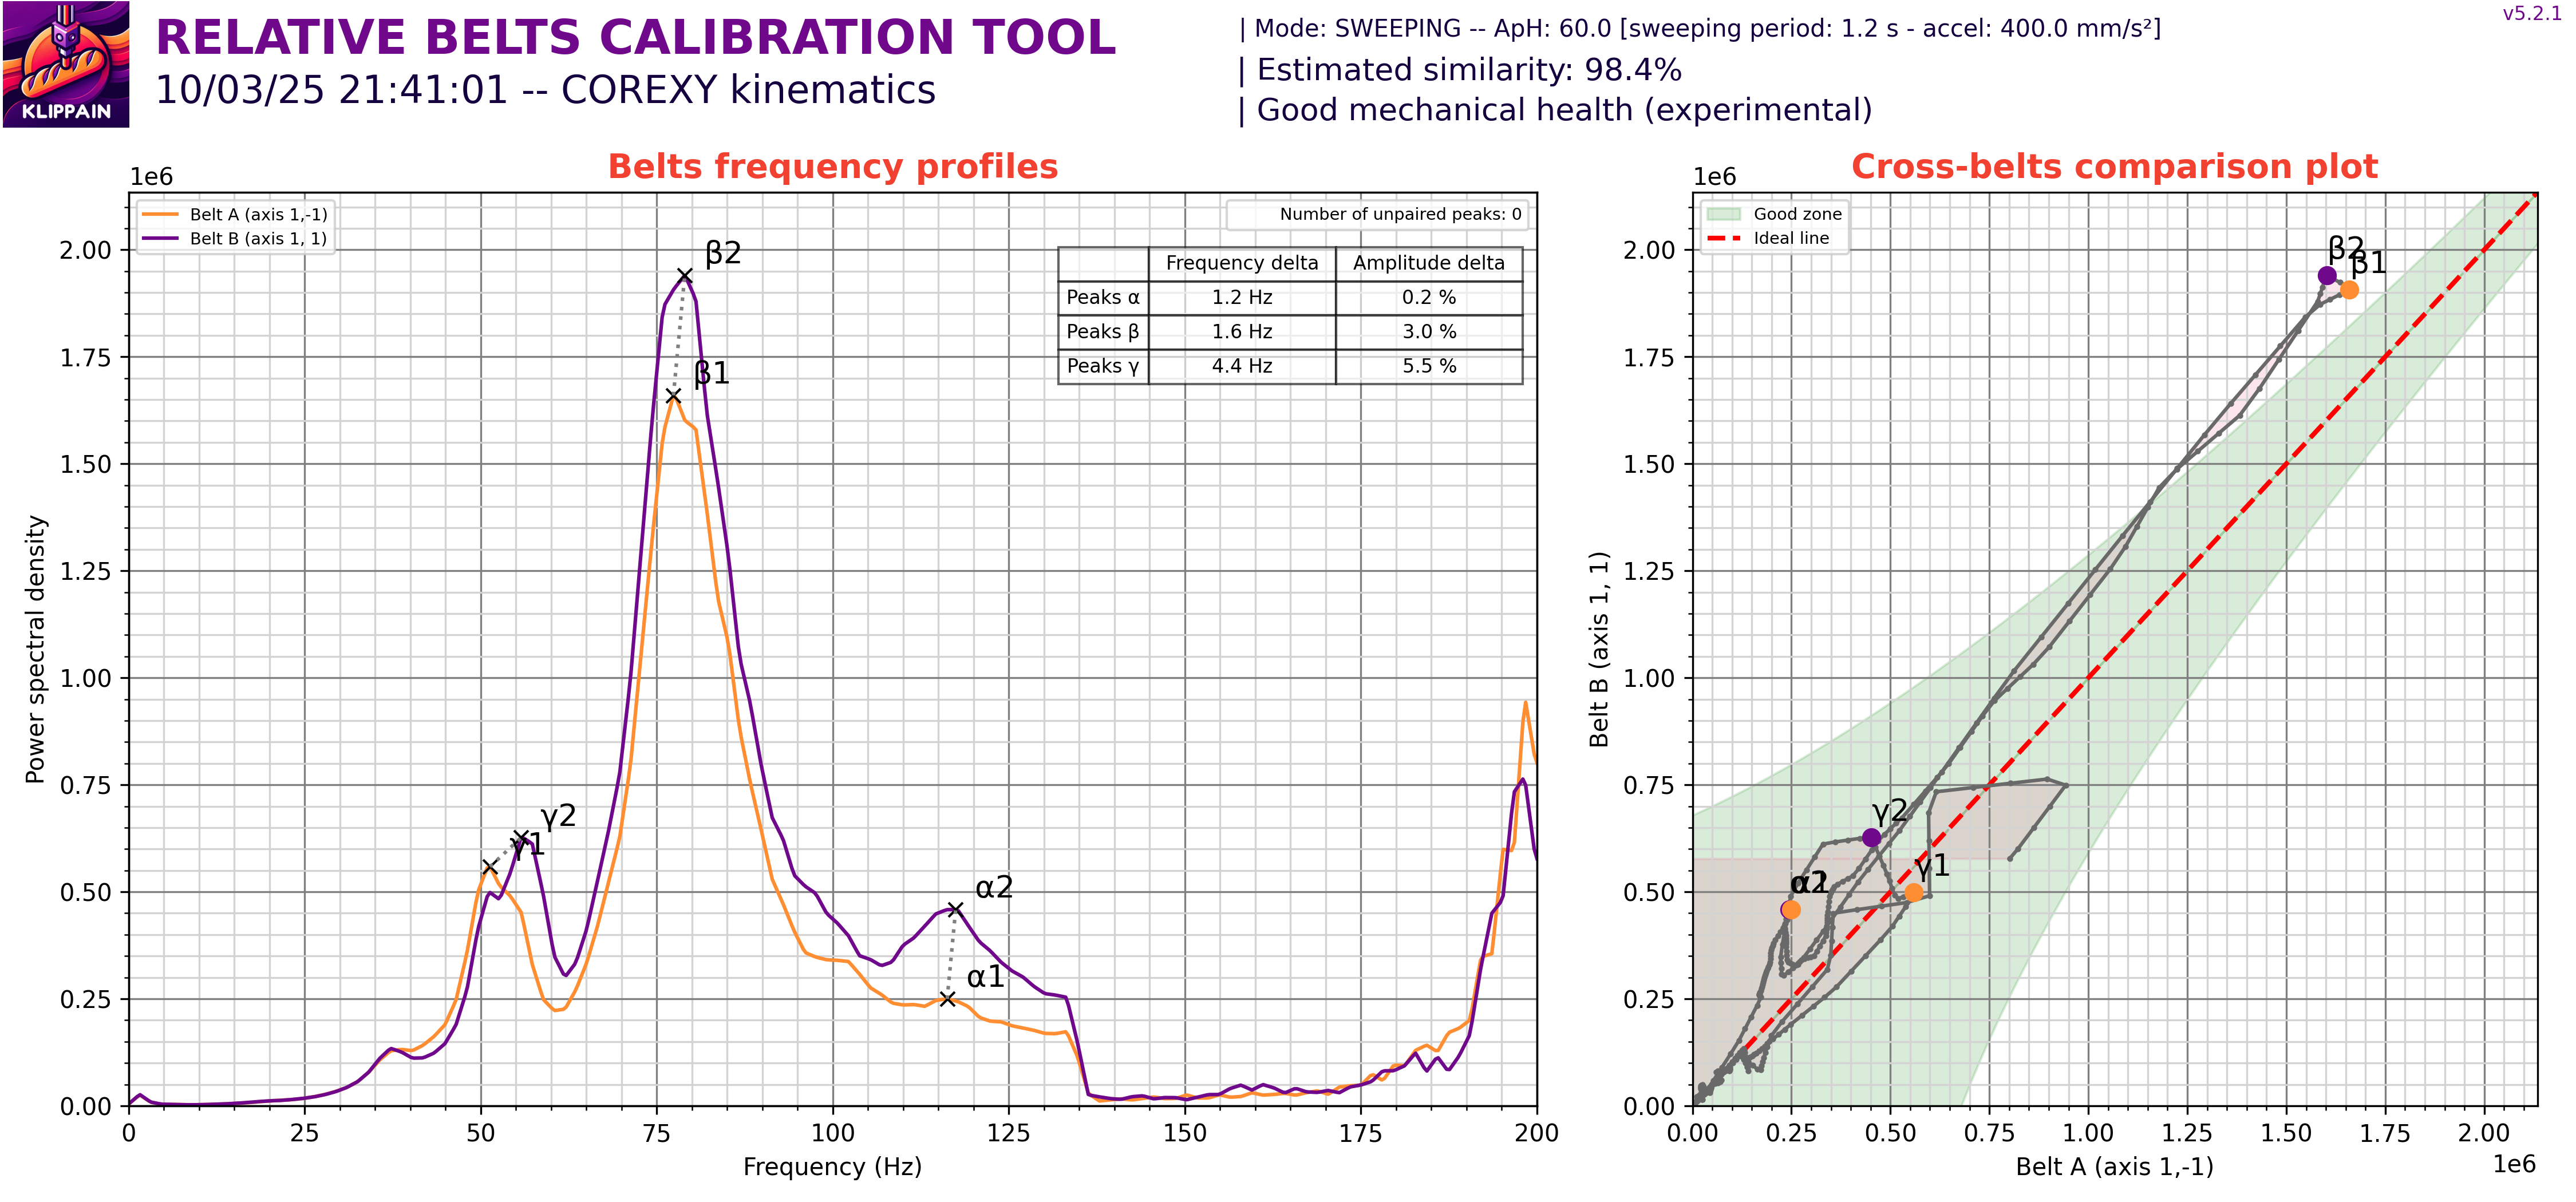 KLIPPAIN
RELATIVE BELTS CALIBRATION TOOL
10/03/25 21:41:01 -- COREXY kinematics
| Mode: SWEEPING -- ApH: 60.0 [sweeping period: 1.2 s - accel: 400.0 mm/s²]
| Estimated similarity: 98.4%
| Good mechanical health (experimental)
v5.2.1
Belts frequency profiles
1e6
Belt A (axis 1,-1)
Belt B (axis 1, 1)
Number of unpaired peaks: 0
Frequency delta Amplitude delta
Peaks α 1.2 Hz 0.2 %
Peaks β 1.6 Hz 3.0 %
Peaks γ 4.4 Hz 5.5 %
β2
β1
γ2
γ1
α2
α1
2.00
1.75
1.50
1.25
1.00
0.75
0.50
0.25
0.00
Power spectral density
0 25 50 75 100 125 150 175 200
Frequency (Hz)
Cross-belts comparison plot
1e6
Good zone
Ideal line
β2
β1
γ2
γ1
α2
α1
2.00
1.75
1.50
1.25
1.00
0.75
0.50
0.25
0.00
Belt B (axis 1, 1)
0.00 0.25 0.50 0.75 1.00 1.25 1.50 1.75 2.00
1e6
Belt A (axis 1,-1)